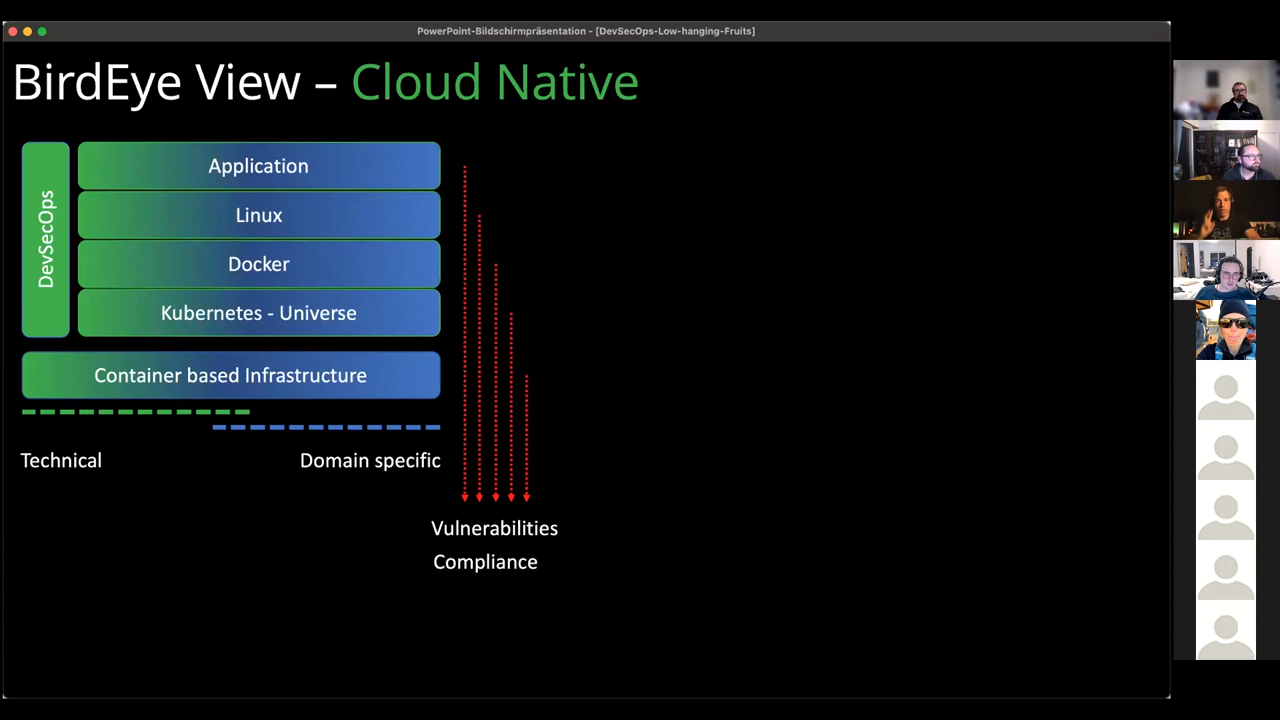 PowerPoint-Bildschirmpräsentation - [DevSecOps-Low-hanging-Fruits]
BirdEye View – Cloud Native
DevSecOps
Application
Linux
Docker
Kubernetes - Universe
Container based Infrastructure
Technical
Domain specific
Vulnerabilities
Compliance